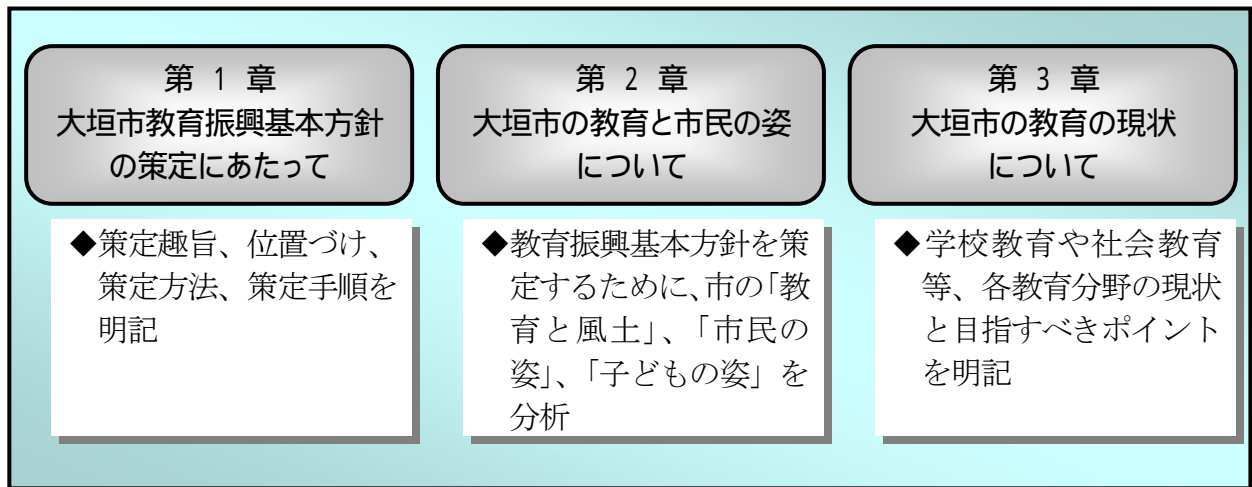 第 1 章
大垣市教育振興基本方針
の策定にあたって
◆策定趣旨、位置づけ、
策定方法、策定手順を
明記
第 2 章
大垣市の教育と市民の姿
について
◆教育振興基本方針を策
定するために、市の「教
育と風土」、「市民の
姿」、「子どもの姿」を
分析
第 3 章
大垣市の教育の現状
について
◆学校教育や社会教育
等、各教育分野の現状
と目指すべきポイント
を明記